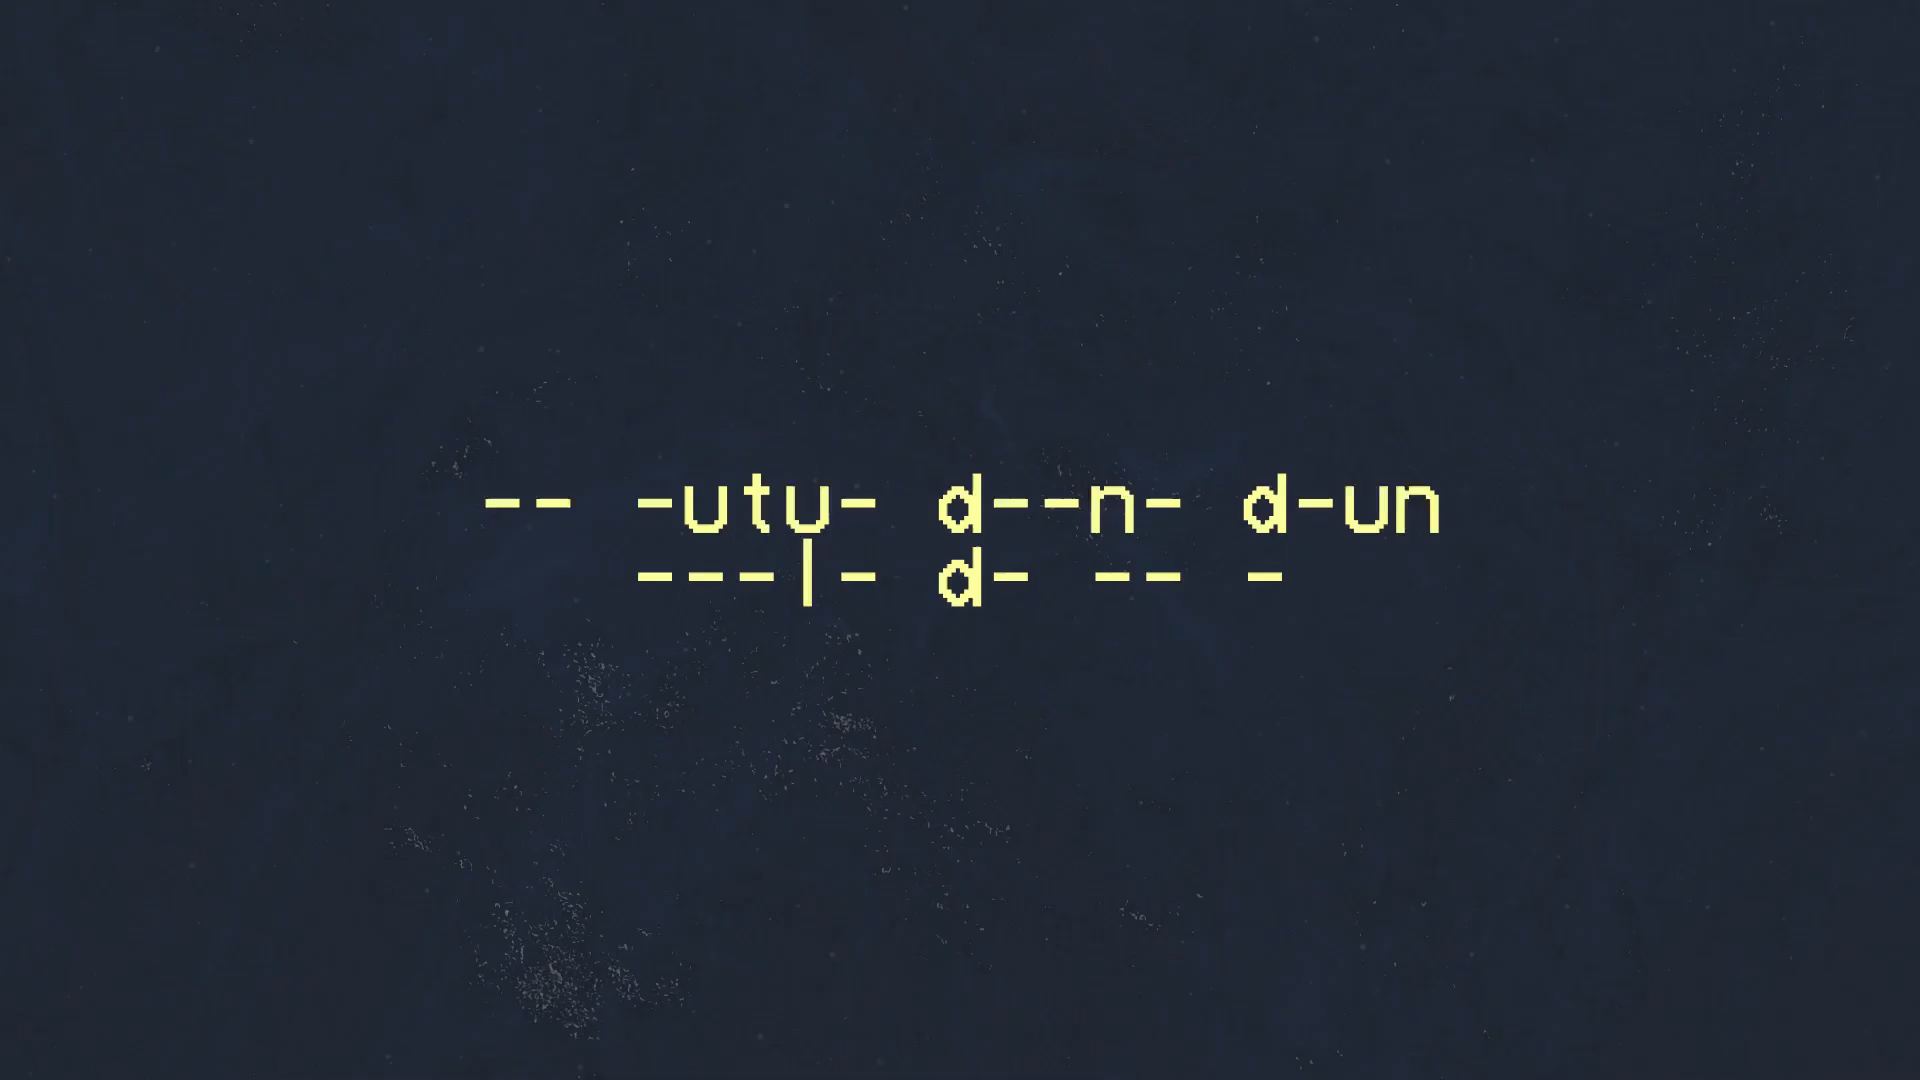 -- -utu- d--n- d-un
---|- d- -- -